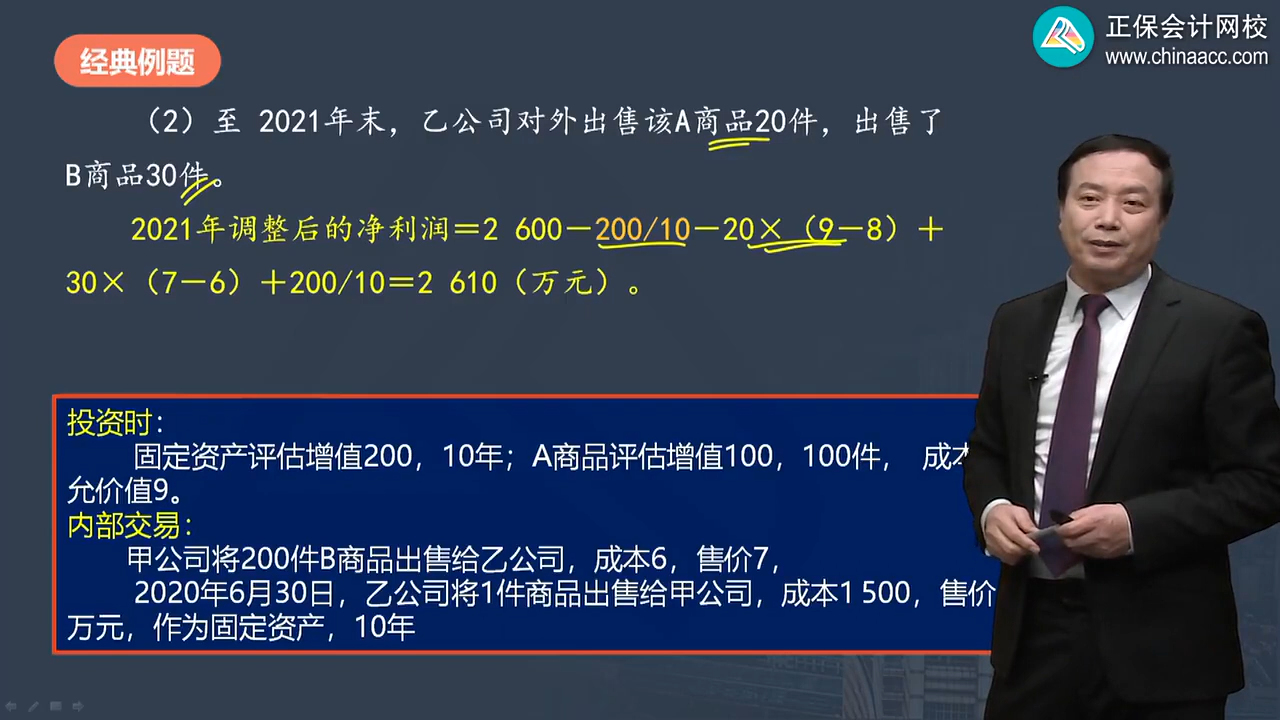 正保会计网校
www.chinaacc.com
经典例题
（2）至 2021年末，乙公司对外出售该A商品20件，出售了
B商品30件。
2021年调整后的净利润＝2 600－200/10－20×（9－8）＋
30×（7－6）＋200/10＝2 610（万元）。
投资时：
固定资产评估增值200，10年；A商品评估增值100，100件， 成本
允价值9。
内部交易：
甲公司将200件B商品出售给乙公司，成本6，售价7，
2020年6月30日，乙公司将1件商品出售给甲公司，成本1 500，售价
万元，作为固定资产，10年